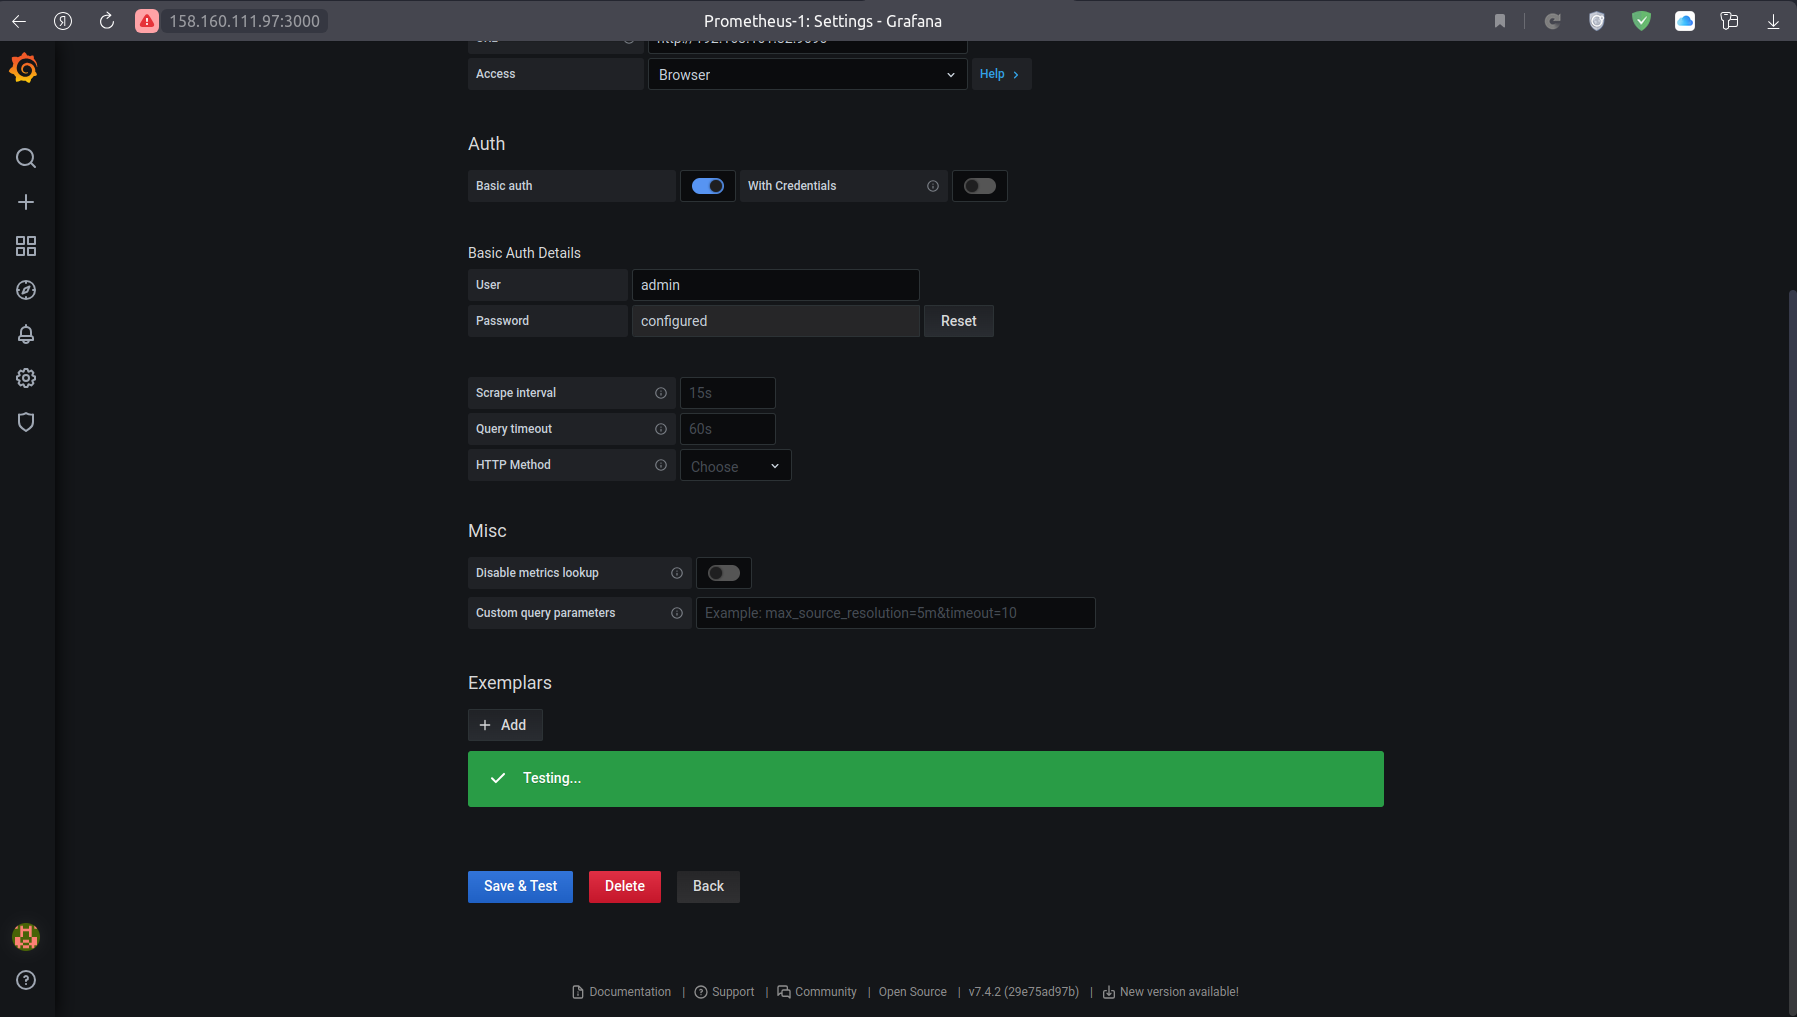 158.160.111.97:3000
Prometheus-1: Settings - Grafana
Access
Browser
Help
Auth
Basic auth
With Credentials
Basic Auth Details
User
admin
Password
configured
Reset
Scrape interval
15s
Query timeout
60s
HTTP Method
Choose
Misc
Disable metrics lookup
Custom query parameters
Example: max_source_resolution=5m&timeout=10
Exemplars
Add
Testing...
Save & Test
Delete
Back
Documentation | Support | Community | Open Source | v7.4.2 (29e75ad97b) | New version available!